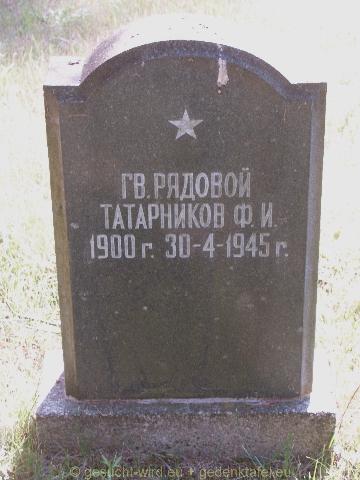 ГВ. РЯДОВОЙ
ТАТАРНИКОВ Ф. И.
1900 г. 30-4-1945 г.
© gesucht-wird.eu + gedenktafel.eu